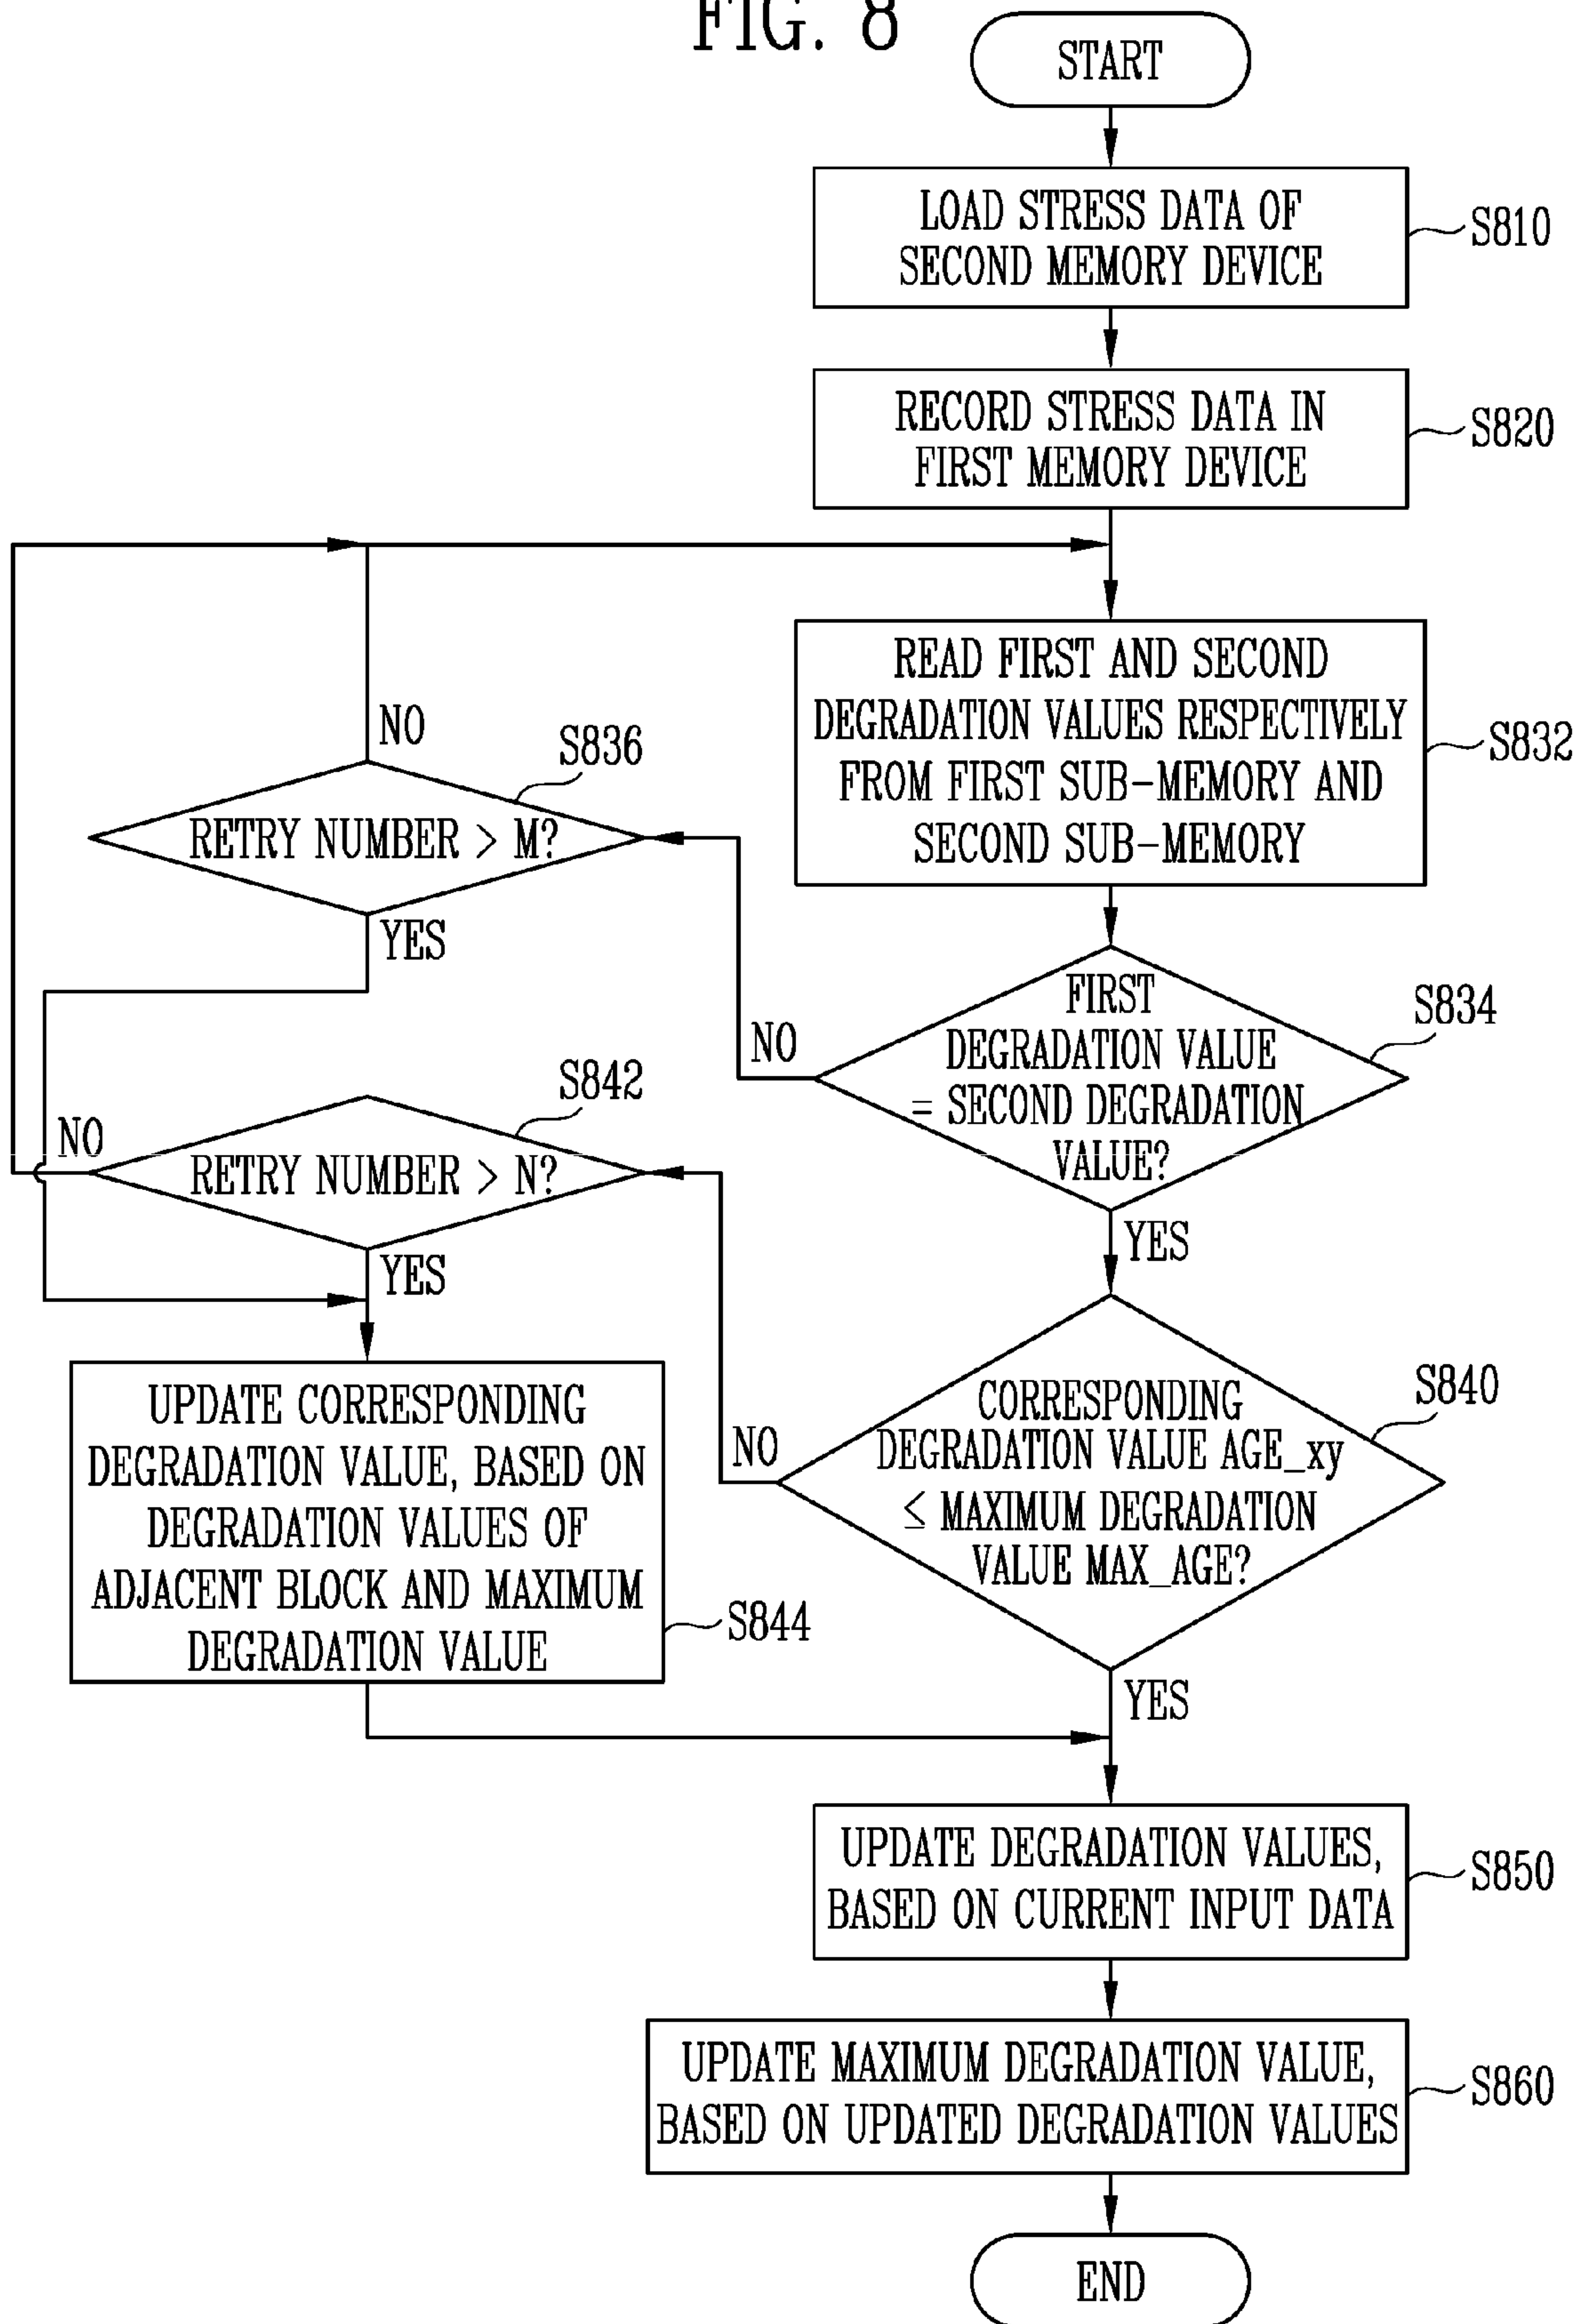 FIG. 8
START
LOAD STRESS DATA OF
SECOND MEMORY DEVICE
S810
RECORD STRESS DATA IN
FIRST MEMORY DEVICE
S820
READ FIRST AND SECOND
DEGRADATION VALUES RESPECTIVELY
FROM FIRST SUB-MEMORY AND
SECOND SUB-MEMORY
S832
NO
S836
RETRY NUMBER > M?
YES
FIRST
DEGRADATION VALUE
= SECOND DEGRADATION
VALUE?
S834
NO
YES
S842
NO
RETRY NUMBER > N?
YES
CORRESPONDING
DEGRADATION VALUE AGE_xy
≤ MAXIMUM DEGRADATION
VALUE MAX_AGE?
S840
NO
YES
UPDATE CORRESPONDING
DEGRADATION VALUE, BASED ON
DEGRADATION VALUES OF
ADJACENT BLOCK AND MAXIMUM
DEGRADATION VALUE
S844
UPDATE DEGRADATION VALUES,
BASED ON CURRENT INPUT DATA
S850
UPDATE MAXIMUM DEGRADATION VALUE,
BASED ON UPDATED DEGRADATION VALUES
S860
END